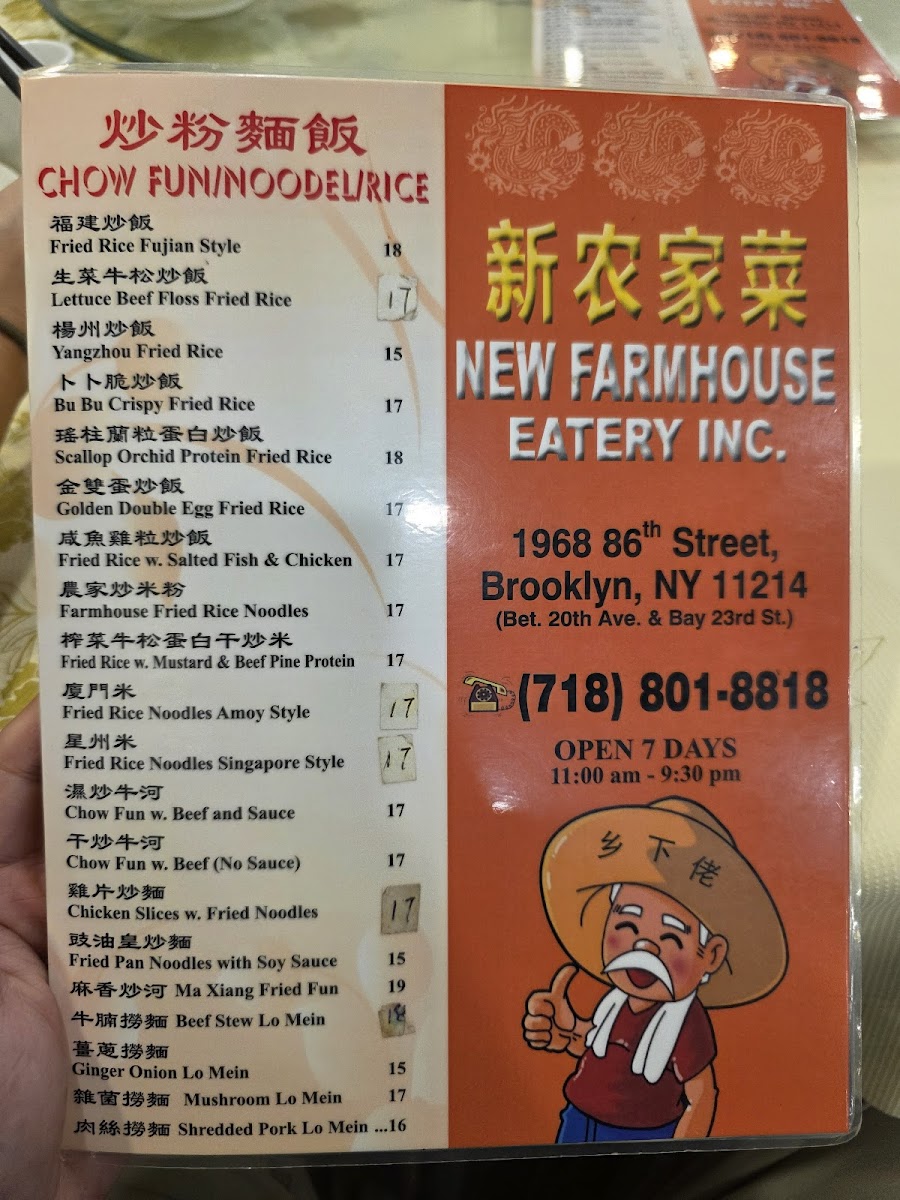 炒粉麵飯
CHOW FUN/NOODEL/RICE
福建炒飯
Fried Rice Fujian Style 18
生菜牛松炒飯
Lettuce Beef Floss Fried Rice 17
楊州炒飯
Yangzhou Fried Rice 15
卜卜脆炒飯
Bu Bu Crispy Fried Rice 17
瑤柱蘭粒蛋白炒飯
Scallop Orchid Protein Fried Rice 18
金雙蛋炒飯
Golden Double Egg Fried Rice 17
咸魚雞粒炒飯
Fried Rice w. Salted Fish & Chicken 17
農家炒米粉
Farmhouse Fried Rice Noodles 17
榨菜牛松蛋白干炒米
Fried Rice w. Mustard & Beef Pine Protein 17
廈門米
Fried Rice Noodles Amoy Style 17
星州米
Fried Rice Noodles Singapore Style 17
濕炒牛河
Chow Fun w. Beef and Sauce 17
干炒牛河
Chow Fun w. Beef (No Sauce) 17
雞片炒麵
Chicken Slices w. Fried Noodles 17
豉油皇炒麵
Fried Pan Noodles with Soy Sauce 15
麻香炒河 Ma Xiang Fried Fun 19
牛腩撈麵 Beef Stew Lo Mein 18
薑蔥撈麵
Ginger Onion Lo Mein 15
雜菌撈麵 Mushroom Lo Mein 17
肉絲撈麵 Shredded Pork Lo Mein ...16
新农家菜
NEW FARMHOUSE
EATERY INC.
1968 86th Street,
Brooklyn, NY 11214
(Bet. 20th Ave. & Bay 23rd St.)
(718) 801-8818
OPEN 7 DAYS
11:00 am - 9:30 pm
乡下佬